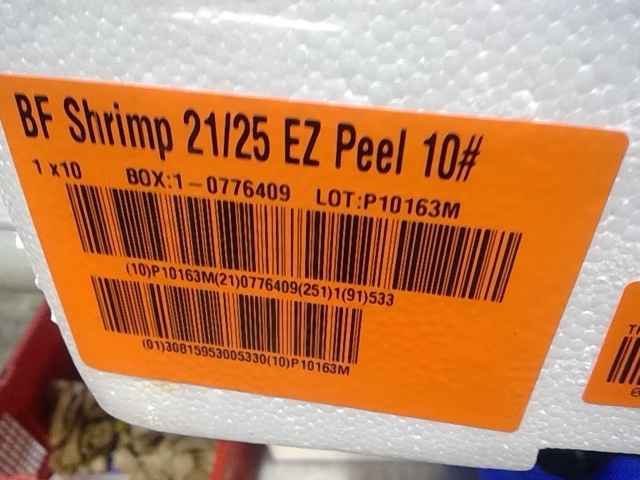 BF Shrimp 21/25 EZ Peel 10#
1 x10 BOX:1-0776409 LOT:P10163M
(10)P10163M(21)0776409(251)1(91)533
(01)30815953005330(10)P10163M